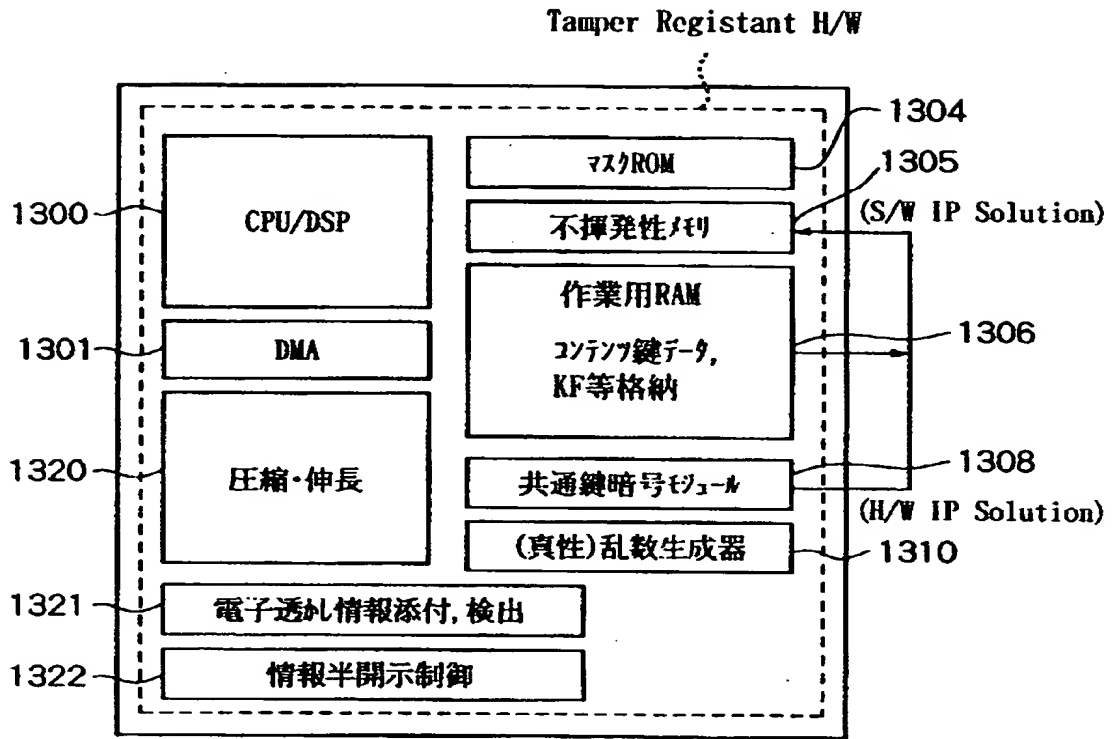 Tamper Registant H/W
1304
マスクROM
1305
1300
CPU/DSP
不揮発性メモリ
(S/W IP Solution)
作業用RAM
1301
DMA
コンテンツ鍵データ,
1306
KF等格納
1320
圧縮・伸長
1308
共通鍵暗号モジュール
(H/W IP Solution)
(真性)乱数生成器
1310
1321
電子透かし情報添付,検出
1322
情報半開示制御